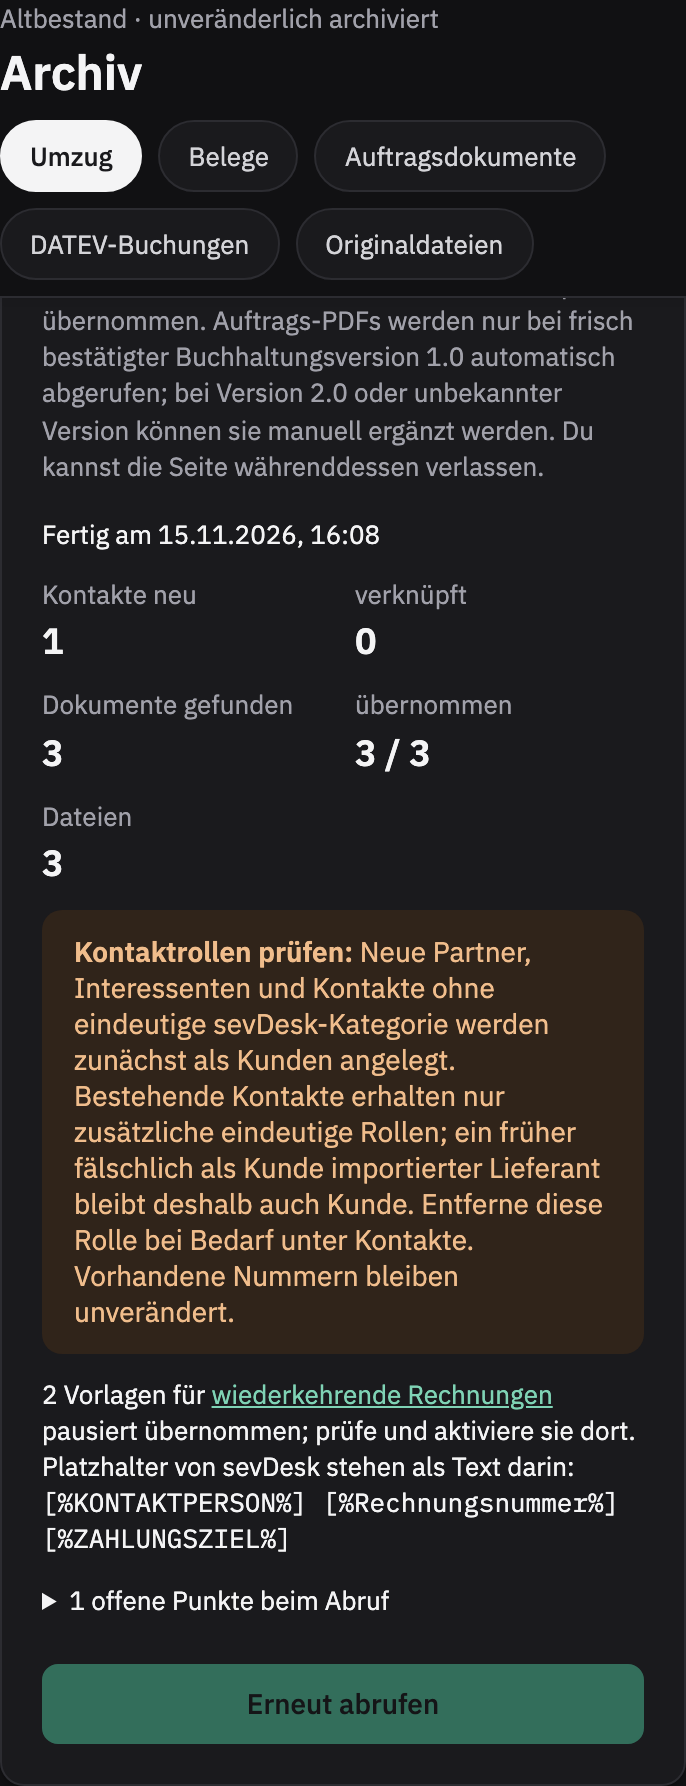 Altbestand · unveränderlich archiviert
Archiv
Umzug
Belege
Auftragsdokumente
DATEV-Buchungen
Originaldateien
übernommen. Auftrags-PDFs werden nur bei frisch
bestätigter Buchhaltungsversion 1.0 automatisch
abgerufen; bei Version 2.0 oder unbekannter
Version können sie manuell ergänzt werden. Du
kannst die Seite währenddessen verlassen.
Fertig am 15.11.2026, 16:08
Kontakte neu
1
verknüpft
0
Dokumente gefunden
3
übernommen
3 / 3
Dateien
3
Kontaktrollen prüfen: Neue Partner,
Interessenten und Kontakte ohne
eindeutige sevDesk-Kategorie werden
zunächst als Kunden angelegt.
Bestehende Kontakte erhalten nur
zusätzliche eindeutige Rollen; ein früher
fälschlich als Kunde importierter Lieferant
bleibt deshalb auch Kunde. Entferne diese
Rolle bei Bedarf unter Kontakte.
Vorhandene Nummern bleiben
unverändert.
2 Vorlagen für wiederkehrende Rechnungen
pausiert übernommen; prüfe und aktiviere sie dort.
Platzhalter von sevDesk stehen als Text darin:
[%KONTAKTPERSON%] [%Rechnungsnummer%]
[%ZAHLUNGSZIEL%]
▶ 1 offene Punkte beim Abruf
Erneut abrufen